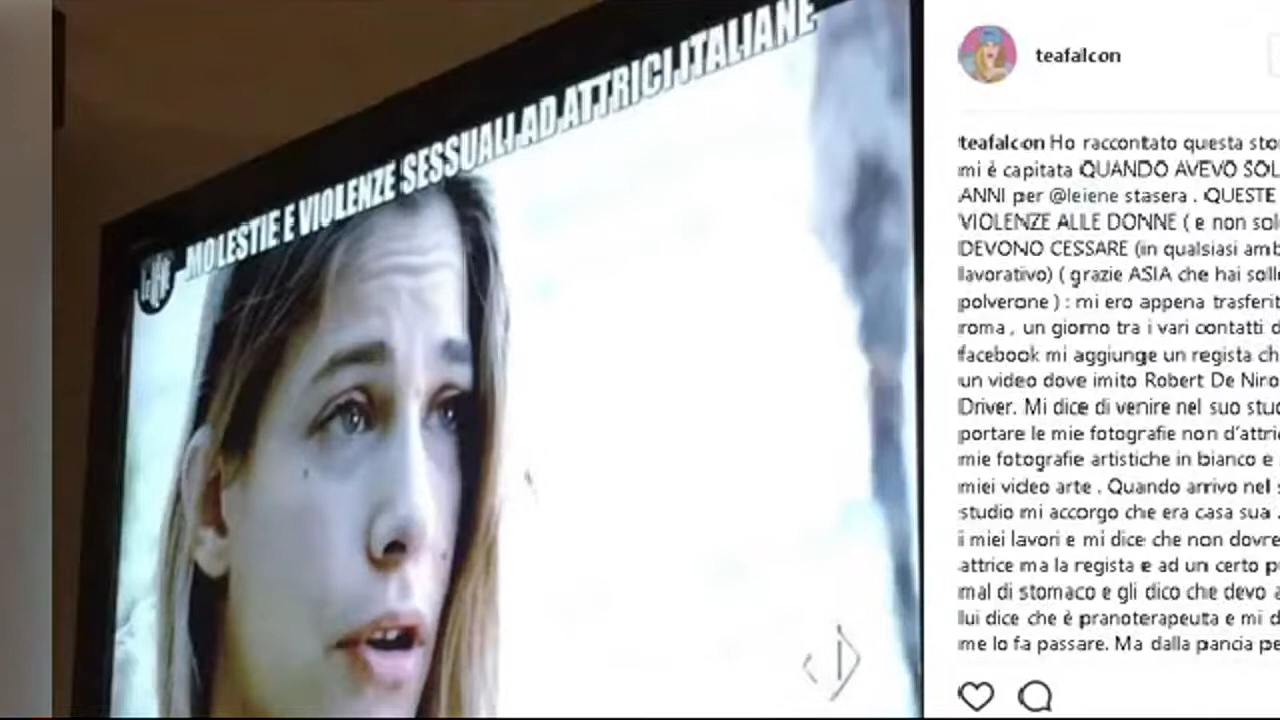 MOLESTIE E VIOLENZE SESSUALI AD ATTRICI ITALIANE
teafalcon
teafalcon Ho raccontato questa sto
mi è capitata QUANDO AVEVO SOL
ANNI per @leiene stasera . QUESTE
VIOLENZE ALLE DONNE ( e non sol
DEVONO CESSARE (in qualsiasi amb
lavorativo) ( grazie ASIA che hai soll
polverone ) : mi ero appena trasferit
roma , un giorno tra i vari contatti d
facebook mi aggiunge un regista ch
un video dove imito Robert De Niro
Driver. Mi dice di venire nel suo stud
portare le mie fotografie non d'attri
mie fotografie artistiche in bianco e
miei video arte . Quando arrivo nel s
studio mi accorgo che era casa sua .
i miei lavori e mi dice che non dovre
attrice ma la regista e ad un certo p
mal di stomaco e gli dico che devo a
lui dice che è pranoterapeuta e mi d
me lo fa passare. Ma dalla pancia pe